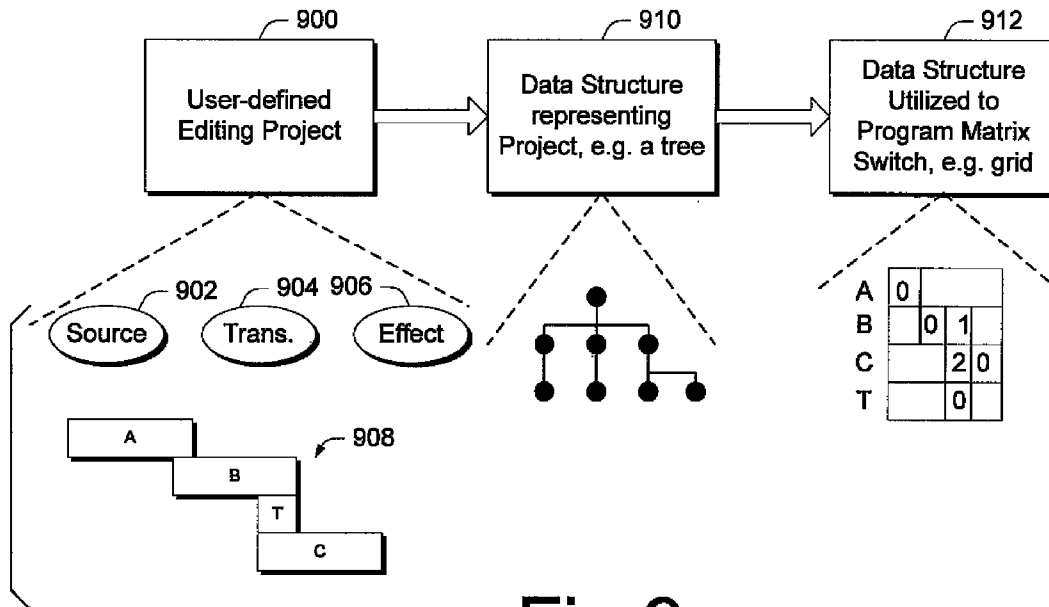 900
910
912
User-defined
Editing Project
Data Structure
representing
Project, e.g. a tree
Data Structure
Utilized to
Program Matrix
Switch, e.g. grid
902
904
906
Source
Trans.
Effect
A
B
T
C
908
A 0
B 0 1
C 2 0
T 0